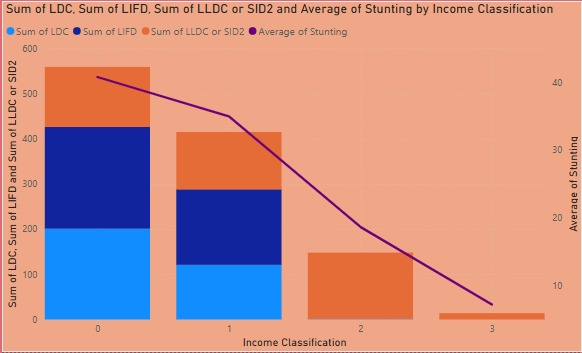 Sum of LDC, Sum of LIFD, Sum of LLDC or SID2 and Average of Stunting by Income Classification
Sum of LDC Sum of LIFD Sum of LLDC or SID2 Average of Stunting
Sum of LDC, Sum of LIFD and Sum of LLDC or SID2
600
500
400
300
200
100
0
0 1 2 3
Income Classification
40
30
20
10
Average of Stunting